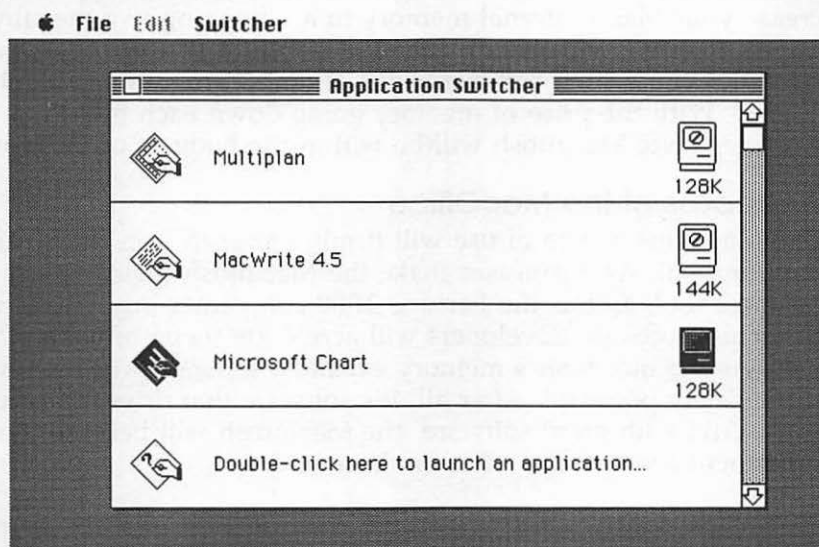 File Edit Switcher
Application Switcher
Multiplan
128K
MacWrite 4.5
144K
Microsoft Chart
128K
Double-click here to launch an application...